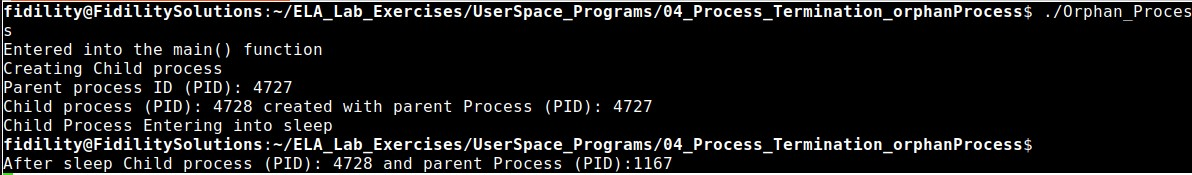 fidility@FidilitySolutions:~/ELA_Lab_Exercises/UserSpace_Programs/04_Process_Termination_orphanProcess$ ./Orphan_Proces
s
Entered into the main() function
Creating Child process
Parent process ID (PID): 4727
Child process (PID): 4728 created with parent Process (PID): 4727
Child Process Entering into sleep
fidility@FidilitySolutions:~/ELA_Lab_Exercises/UserSpace_Programs/04_Process_Termination_orphanProcess$
After sleep Child process (PID): 4728 and parent Process (PID):1167